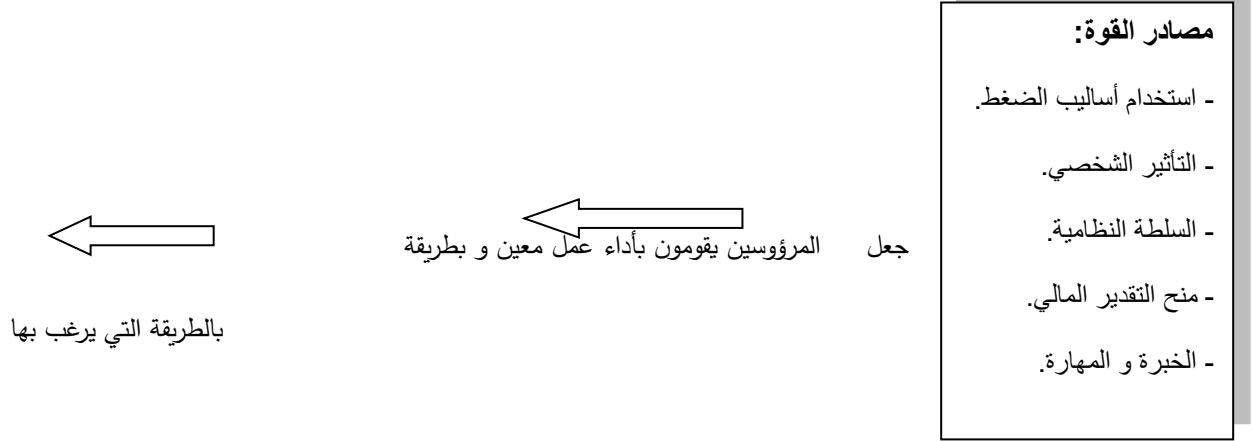 مصادر القوة:
- استخدام أساليب الضغط.
- التأثير الشخصي.
- السلطة النظامية.
- منح التقدير المالي.
- الخبرة و المهارة.
جعل المرؤوسين يقومون بأداء عمل معين و بطريقة
بالطريقة التي يرغب بها